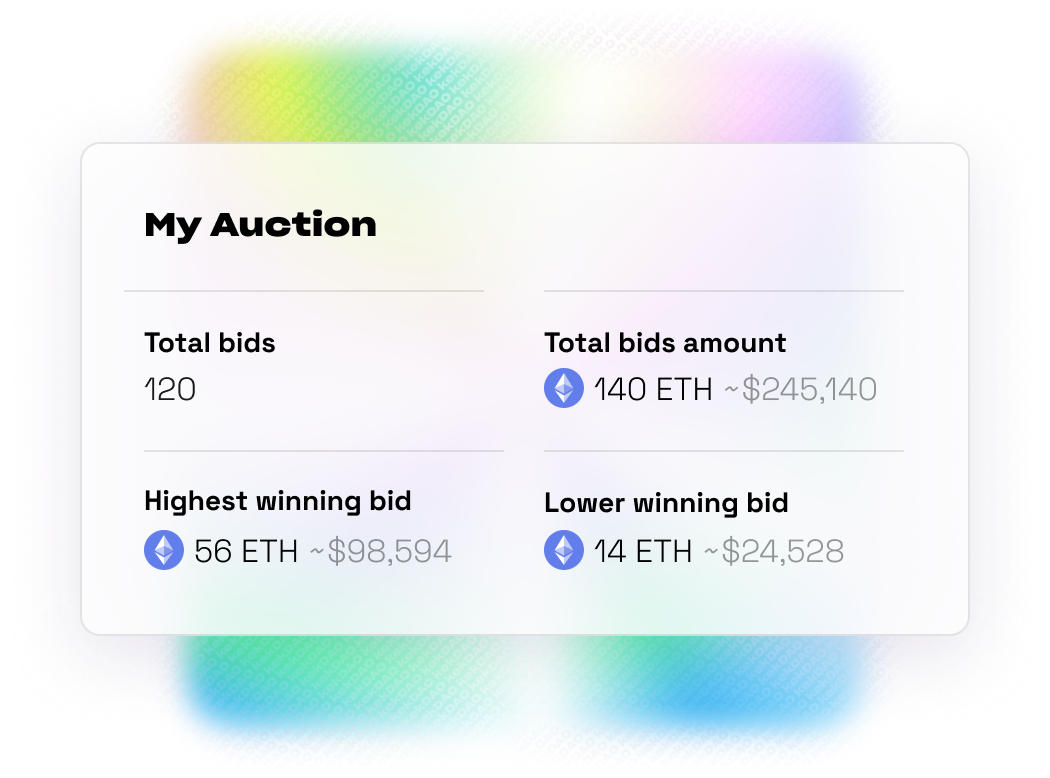 My Auction
Total bids
120
Total bids amount
140 ETH ~$245,140
Highest winning bid
56 ETH ~$98,594
Lower winning bid
14 ETH ~$24,528